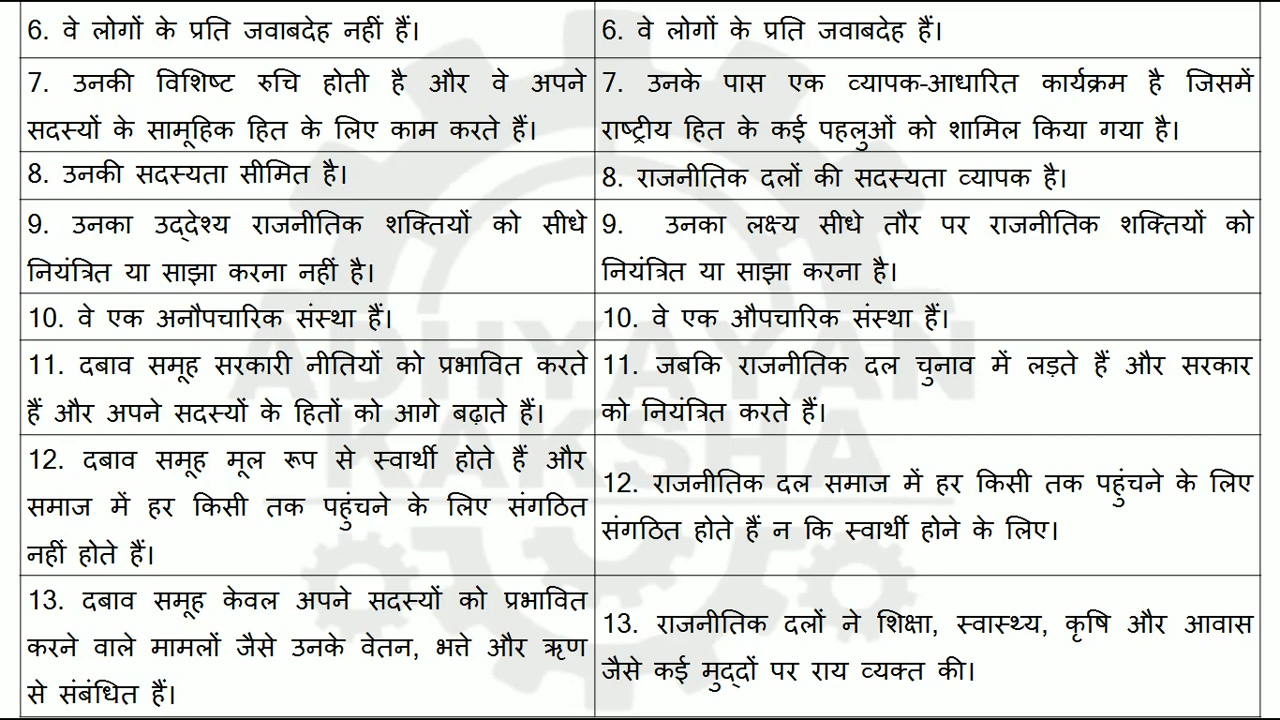 6. वे लोगों के प्रति जवाबदेह नहीं हैं।
6. वे लोगों के प्रति जवाबदेह हैं।
7. उनकी विशिष्ट रुचि होती है और वे अपने
सदस्यों के सामूहिक हित के लिए काम करते हैं।
7. उनके पास एक व्यापक-आधारित कार्यक्रम है जिसमें
राष्ट्रीय हित के कई पहलुओं को शामिल किया गया है।
8. उनकी सदस्यता सीमित है।
8. राजनीतिक दलों की सदस्यता व्यापक है।
9. उनका उद्देश्य राजनीतिक शक्तियों को सीधे
नियंत्रित या साझा करना नहीं है।
9. उनका लक्ष्य सीधे तौर पर राजनीतिक शक्तियों को
नियंत्रित या साझा करना है।
10. वे एक अनौपचारिक संस्था हैं।
10. वे एक औपचारिक संस्था हैं।
11. दबाव समूह सरकारी नीतियों को प्रभावित करते
हैं और अपने सदस्यों के हितों को आगे बढ़ाते हैं।
11. जबकि राजनीतिक दल चुनाव में लड़ते हैं और सरकार
को नियंत्रित करते हैं।
12. दबाव समूह मूल रूप से स्वार्थी होते हैं और
समाज में हर किसी तक पहुंचने के लिए संगठित
नहीं होते हैं।
12. राजनीतिक दल समाज में हर किसी तक पहुंचने के लिए
संगठित होते हैं न कि स्वार्थी होने के लिए।
13. दबाव समूह केवल अपने सदस्यों को प्रभावित
करने वाले मामलों जैसे उनके वेतन, भत्ते और ऋण
से संबंधित हैं।
13. राजनीतिक दलों ने शिक्षा, स्वास्थ्य, कृषि और आवास
जैसे कई मुद्दों पर राय व्यक्त की।
ADHYAYAN
KAKSHA